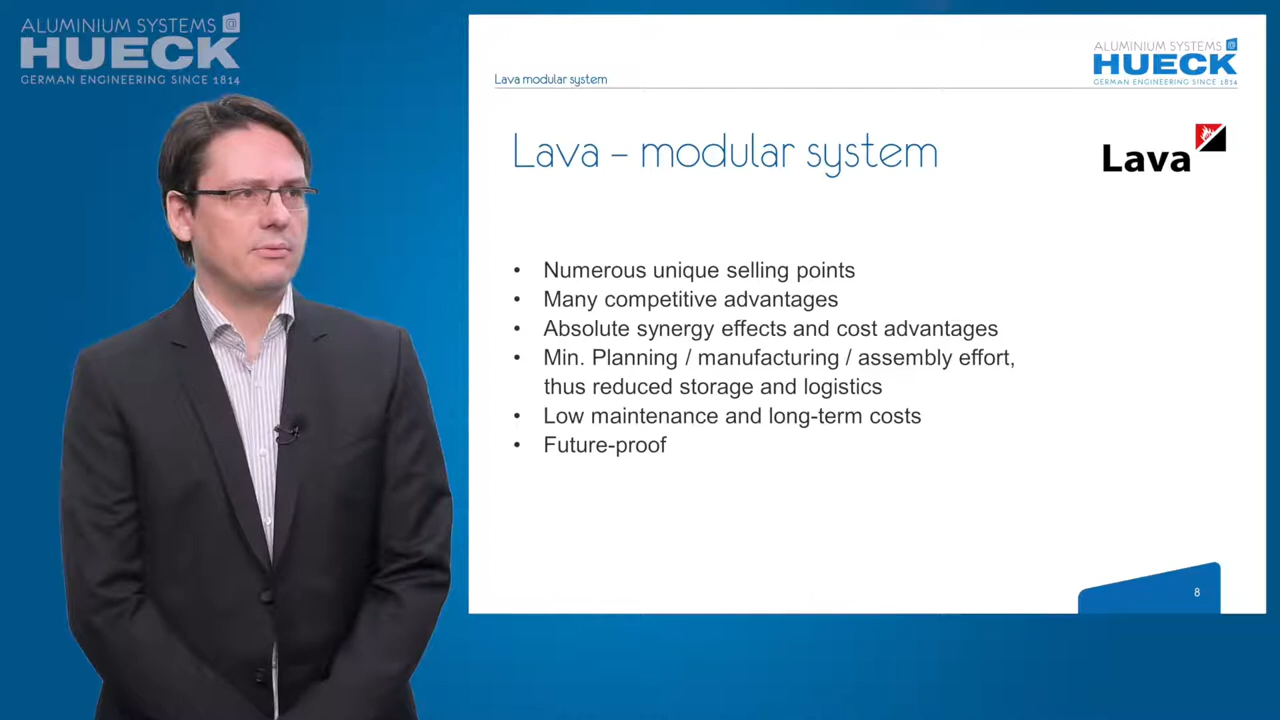 ALUMINIUM SYSTEMS
HUECK
GERMAN ENGINEERING SINCE 1814
Lava modular system
ALUMINIUM SYSTEMS
HUECK
GERMAN ENGINEERING SINCE 1814
Lava – modular system
Lava
• Numerous unique selling points
• Many competitive advantages
• Absolute synergy effects and cost advantages
• Min. Planning / manufacturing / assembly effort,
thus reduced storage and logistics
• Low maintenance and long-term costs
• Future-proof
8